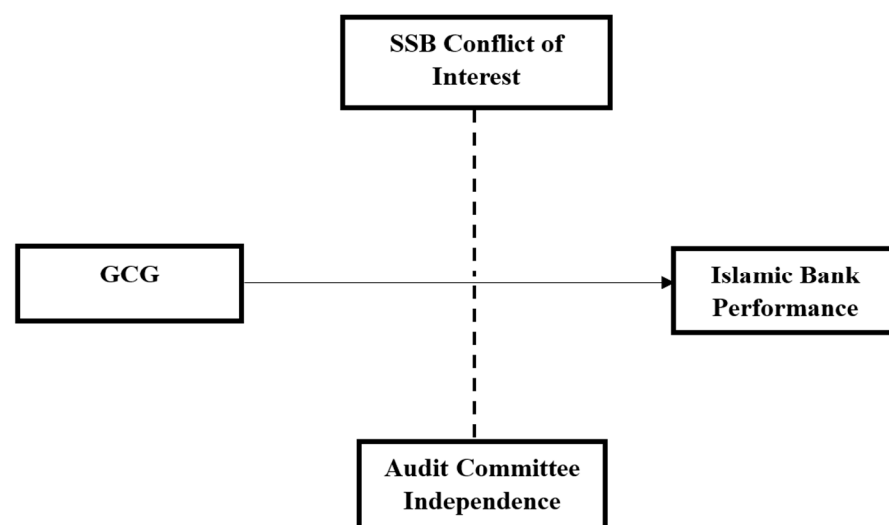 SSB Conflict of
Interest
GCG
Islamic Bank
Performance
Audit Committee
Independence